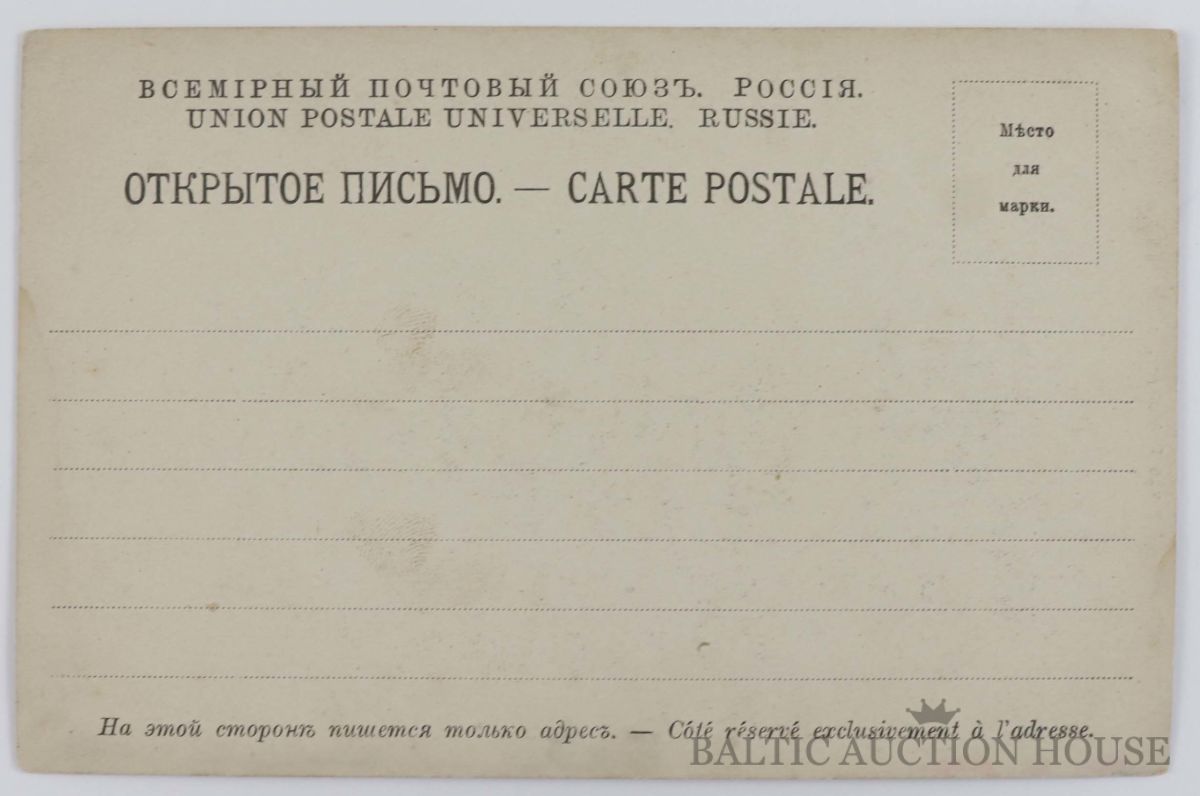 ВСЕМІРНЫЙ ПОЧТОВЫЙ СОЮЗЪ. РОССІЯ.
UNION POSTALE UNIVERSELLE. RUSSIE.
ОТКРЫТОЕ ПИСЬМО. — CARTE POSTALE.
Мѣсто
для
марки.
На этой сторонѣ пишется только адресъ. — Côté réservé exclusivement à l'adresse.
BALTIC AUCTION HOUSE